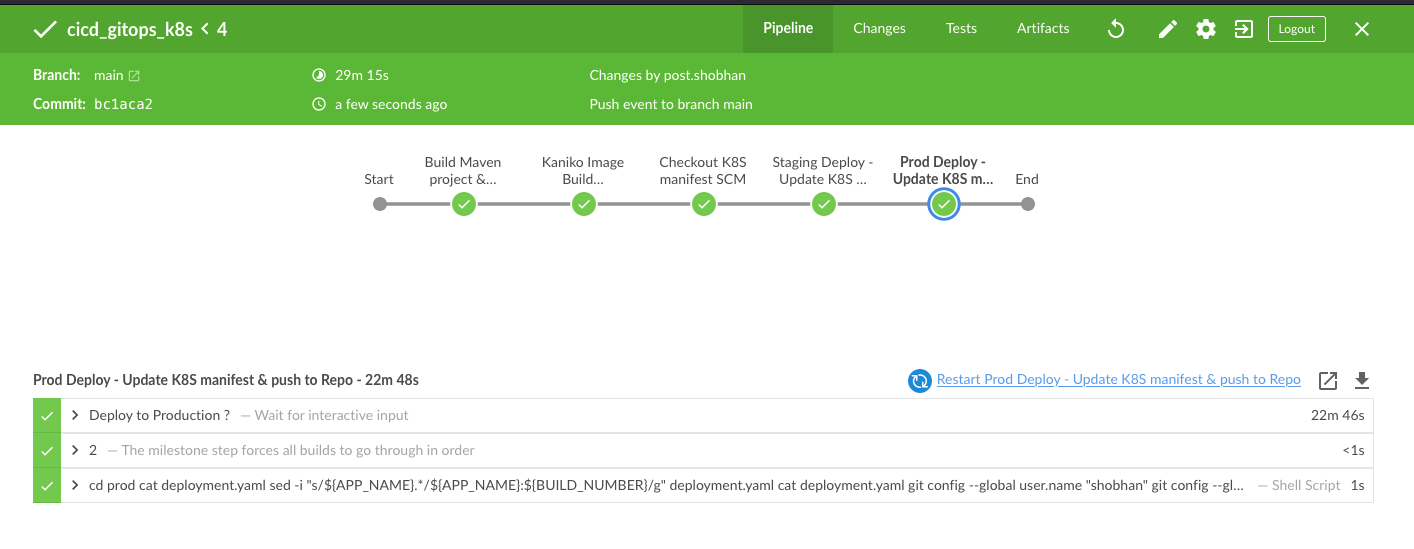 cicd_gitops_k8s < 4
Pipeline Changes Tests Artifacts Logout
Branch: main 29m 15s Changes by post.shobhan
Commit: bc1aca2 a few seconds ago Push event to branch main
Start
Build Maven
project &...
Kaniko Image
Build...
Checkout K8S
manifest SCM
Staging Deploy -
Update K8S ...
Prod Deploy -
Update K8S m...
End
Prod Deploy - Update K8S manifest & push to Repo - 22m 48s
Restart Prod Deploy - Update K8S manifest & push to Repo
Deploy to Production ? — Wait for interactive input 22m 46s
2 — The milestone step forces all builds to go through in order <1s
cd prod cat deployment.yaml sed -i "s/${APP_NAME}.*/${APP_NAME}:${BUILD_NUMBER}/g" deployment.yaml cat deployment.yaml git config --global user.name "shobhan" git config --gl... — Shell Script 1s